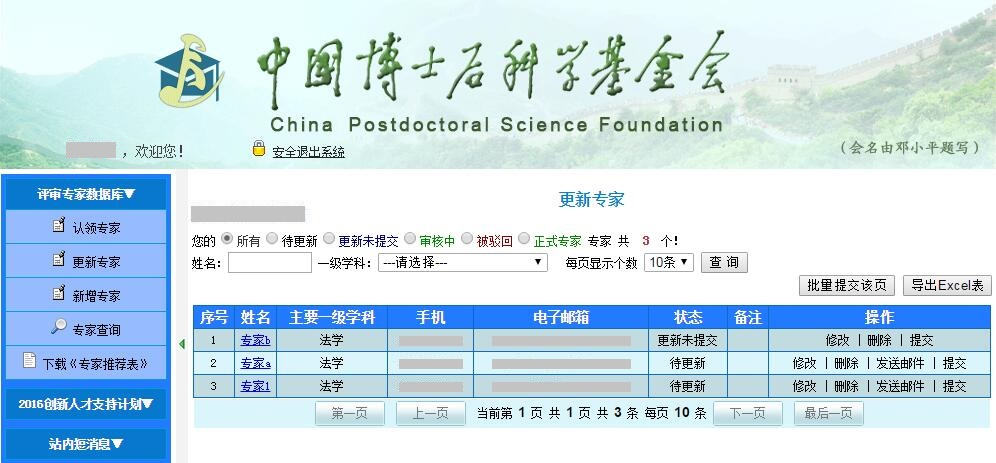 中国博士后科学基金会
China Postdoctoral Science Foundation
，欢迎您！ 安全退出系统 （会名由邓小平题写）
评审专家数据库▼
认领专家
更新专家
新增专家
专家查询
下载《专家推荐表》
2016创新人才支持计划▼
站内短消息▼
更新专家
您的 所有 待更新 更新未提交 审核中 被驳回 正式专家 专家 共 3 个！
姓名： 一级学科： ---请选择--- 每页显示个数 10条 查 询
批量提交该页 导出Excel表
序号 姓名 主要一级学科 手机 电子邮箱 状态 备注 操作
1 专家b 法学 更新未提交 修改 | 删除 | 提交
2 专家a 法学 待更新 修改 | 删除 | 发送邮件 | 提交
3 专家1 法学 待更新 修改 | 删除 | 发送邮件 | 提交
第一页 上一页 当前第 1 页 共 1 页 共 3 条 每页 10 条 下一页 最后一页